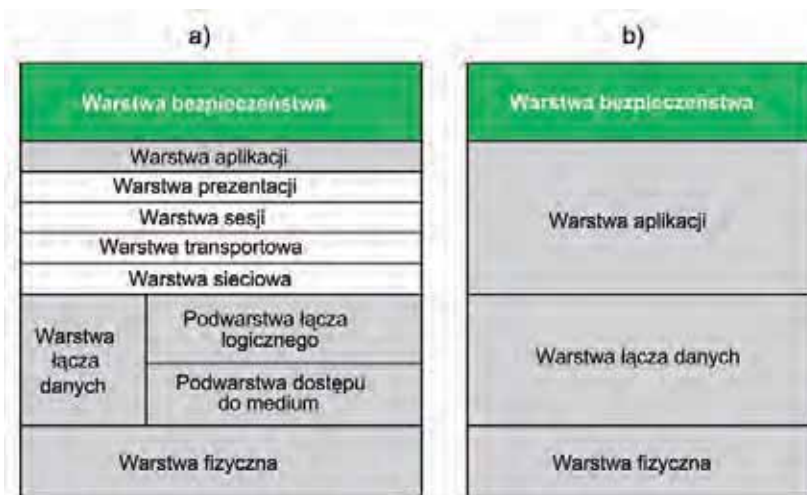 a)
Warstwa bezpieczeństwa
Warstwa aplikacji
Warstwa prezentacji
Warstwa sesji
Warstwa transportowa
Warstwa sieciowa
Warstwa
łącza
danych
Podwarstwa łącza
logicznego
Podwarstwa dostępu
do medium
Warstwa fizyczna
b)
Warstwa bezpieczeństwa
Warstwa aplikacji
Warstwa łącza danych
Warstwa fizyczna